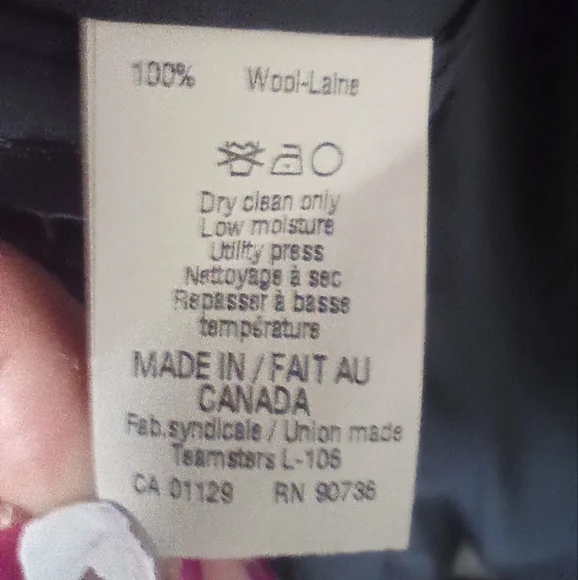 100% Wool-Laine
Dry clean only
Low moisture
Utility press
Nettoyage à sec
Repasser à basse
température
MADE IN / FAIT AU
CANADA
Fab.syndicale / Union made
Teamsters L-106
CA 01129 RN 90736